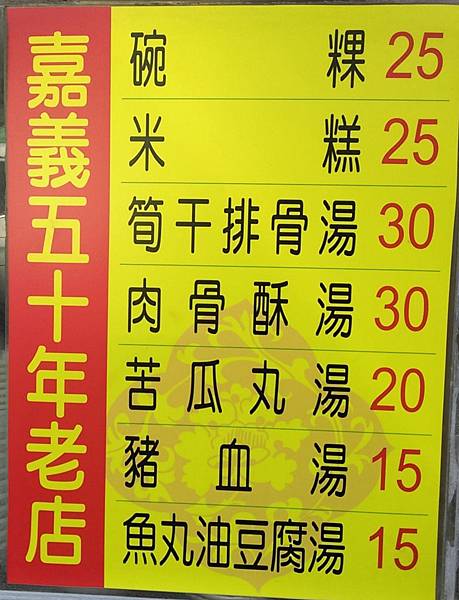 嘉義五十年老店
碗粿 25
米糕 25
筍干排骨湯 30
肉骨酥湯 30
苦瓜丸湯 20
豬血湯 15
魚丸油豆腐湯 15